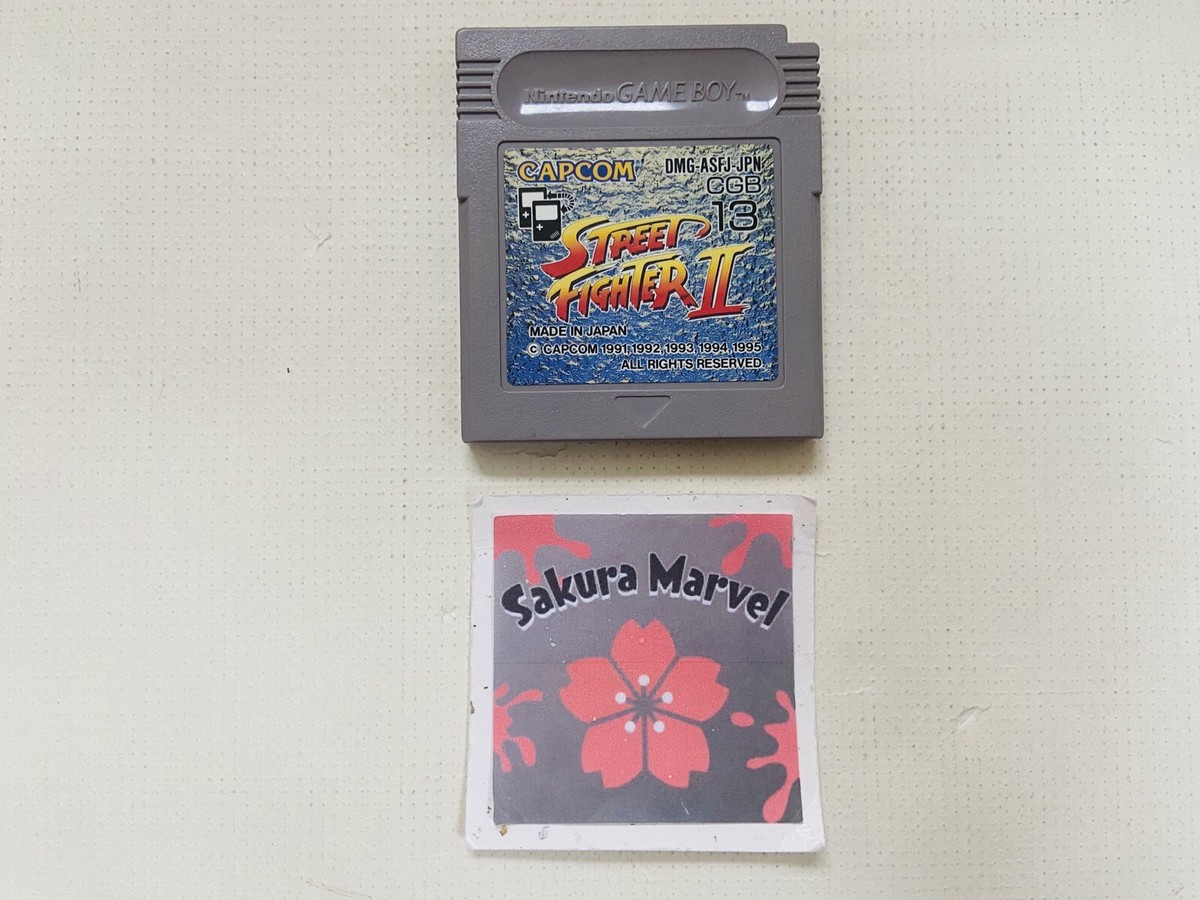 Nintendo GAME BOY™
CAPCOM
DMG-ASFJ-JPN
CGB
13
STREET
FIGHTER II
MADE IN JAPAN
© CAPCOM 1991,1992,1993,1994,1995
ALL RIGHTS RESERVED.
Sakura Marvel